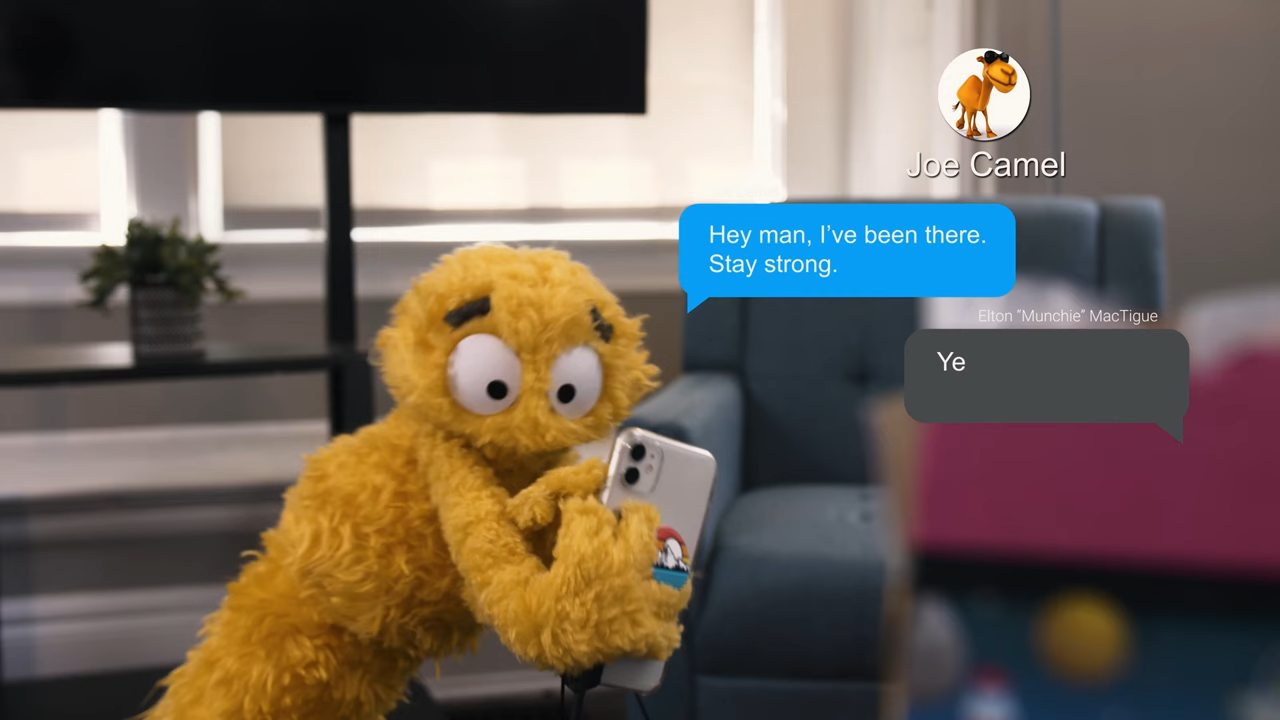 Joe Camel
Hey man, I’ve been there.
Stay strong.
Elton “Munchie” MacTigue
Ye